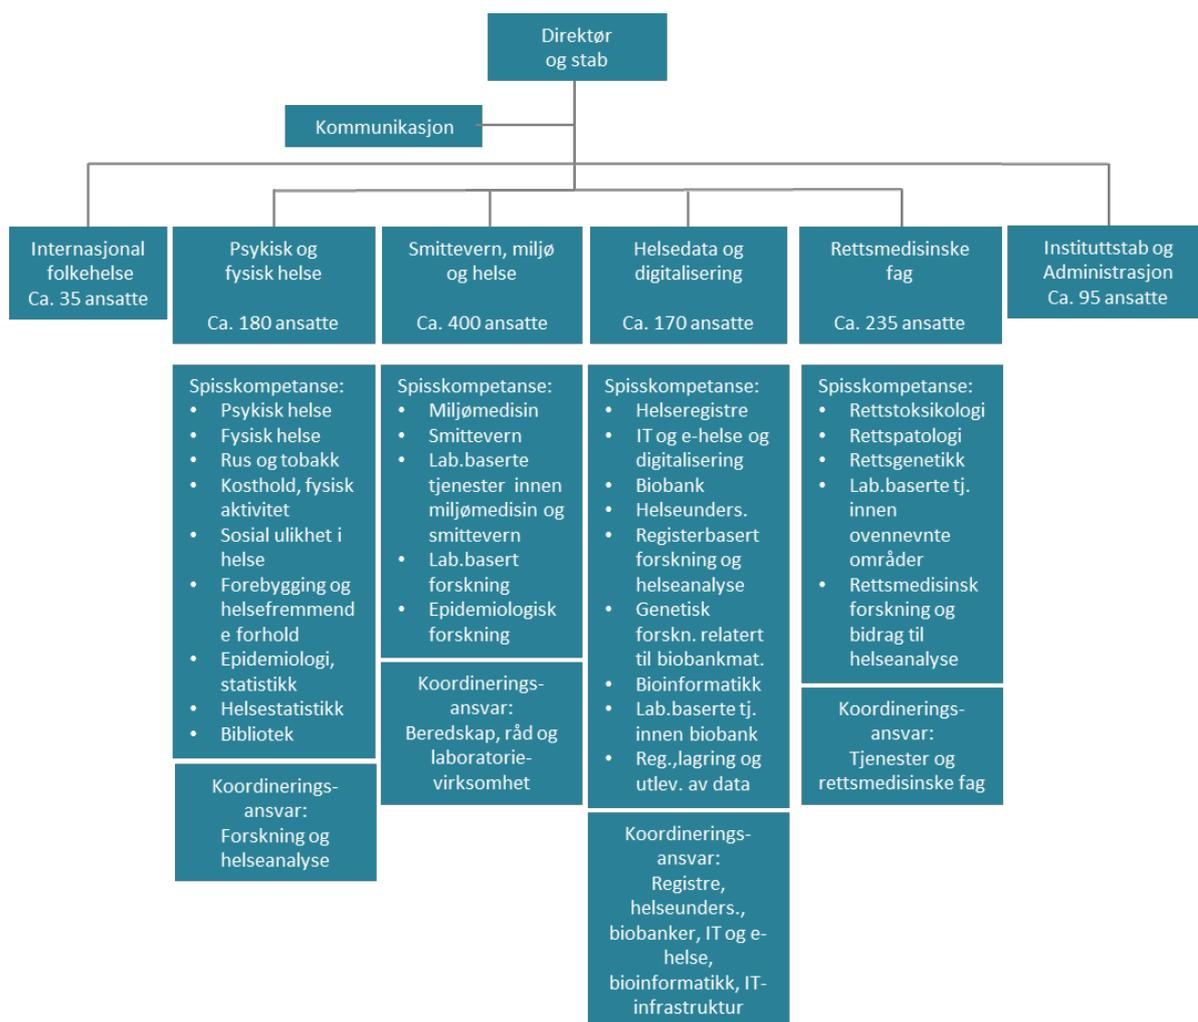 Direktør
og stab
Kommunikasjon
Internasjonal
folkehelse
Ca. 35 ansatte
Psykisk og
fysisk helse
Ca. 180 ansatte
Smittevern, miljø
og helse
Ca. 400 ansatte
Helsedata og
digitalisering
Ca. 170 ansatte
Rettsmedisinske
fag
Ca. 235 ansatte
Instituttstab og
Administrasjon
Ca. 95 ansatte
Spisskompetanse:
• Psykisk helse
• Fysisk helse
• Rus og tobakk
• Kosthold, fysisk
aktivitet
• Sosial ulikhet i
helse
• Forebygging og
helsefremmend
e forhold
• Epidemiologi,
statistikk
• Helsestatistikk
• Bibliotek
Koordinerings-
ansvar:
Forskning og
helseanalyse
Spisskompetanse:
• Miljømedisin
• Smittevern
• Lab.baserte
tjenester innen
miljømedisin og
smittevern
• Lab.basert
forskning
• Epidemiologisk
forskning
Koordinerings-
ansvar:
Beredskap, råd og
laboratorie-
virksomhet
Spisskompetanse:
• Helseregistre
• IT og e-helse og
digitalisering
• Biobank
• Helseunders.
• Registerbasert
forskning og
helseanalyse
• Genetisk
forskn. relatert
til biobankmat.
• Bioinformatikk
• Lab.baserte tj.
innen biobank
• Reg.,lagring og
utlev. av data
Koordinerings-
ansvar:
Registre,
helseunders.,
biobanker, IT og e-
helse,
bioinformatikk, IT-
infrastruktur
Spisskompetanse:
• Rettstoksikologi
• Rettspatologi
• Rettsgenetikk
• Lab.baserte tj.
innen
ovennevnte
områder
• Rettsmedisinsk
forskning og
bidrag til
helseanalyse
Koordinerings-
ansvar:
Tjenester og
rettsmedisinske fag